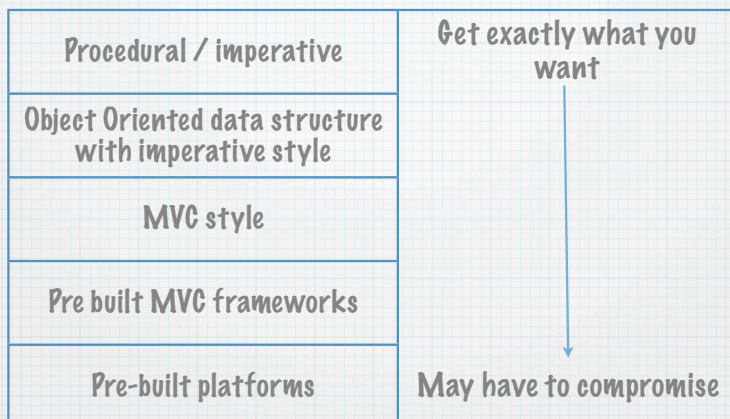 Procedural / imperative
Get exactly what you
want
Object Oriented data structure
with imperative style
MVC style
Pre built MVC frameworks
Pre-built platforms
May have to compromise